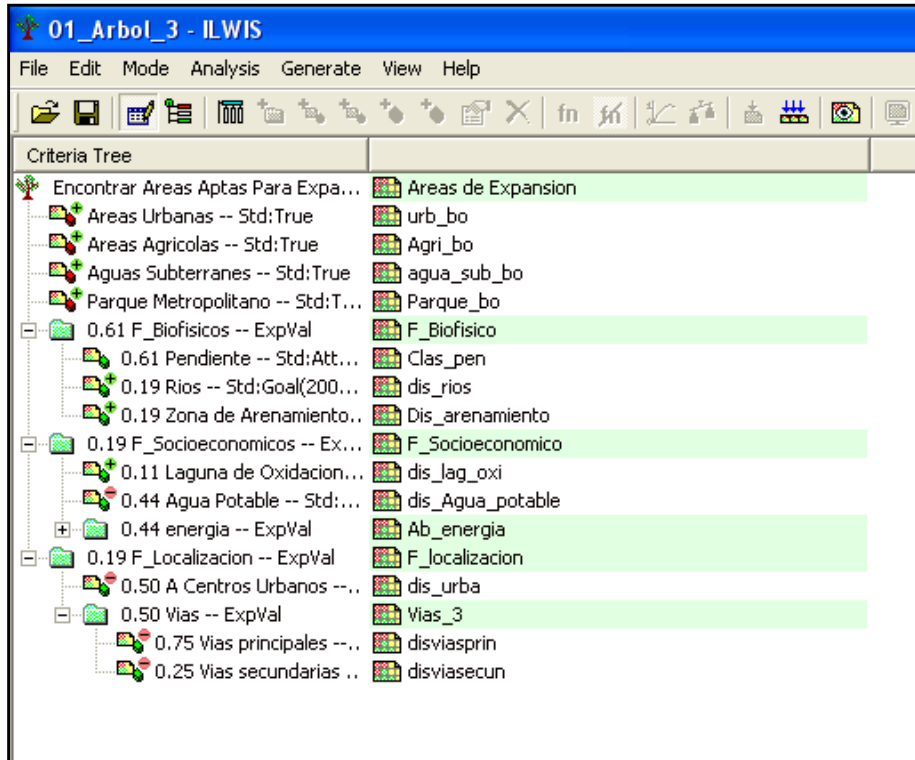 01_Arbol_3 - ILWIS
File Edit Mode Analysis Generate View Help
fn fn
Criteria Tree
Encontrar Areas Aptas Para Expa... Areas de Expansion
Areas Urbanas -- Std:True urb_bo
Areas Agricolas -- Std:True Agri_bo
Aguas Subterranes -- Std:True agua_sub_bo
Parque Metropolitano -- Std:T... Parque_bo
0.61 F_Biofisicos -- ExpVal F_Biofisico
0.61 Pendiente -- Std:Att... Clas_pen
0.19 Rios -- Std:Goal(200... dis_rios
0.19 Zona de Arenamiento.. Dis_arenamiento
0.19 F_Socioeconomicos -- Ex... F_Socioeconomico
0.11 Laguna de Oxidacion... dis_lag_oxi
0.44 Agua Potable -- Std:... dis_Agua_potable
0.44 energia -- ExpVal Ab_energia
0.19 F_Localizacion -- ExpVal F_localizacion
0.50 A Centros Urbanos --.. dis_urba
0.50 Vias -- ExpVal Vias_3
0.75 Vias principales --.. disviasprin
0.25 Vias secundarias .. disviasecun